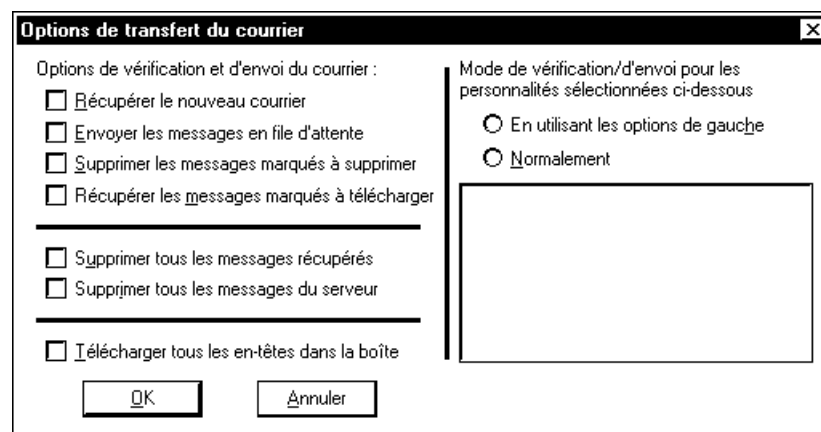 Options de transfert du courrier
Options de vérification et d'envoi du courrier :
Récupérer le nouveau courrier
Envoyer les messages en file d'attente
Supprimer les messages marqués à supprimer
Récupérer les messages marqués à télécharger
Supprimer tous les messages récupérés
Supprimer tous les messages du serveur
Télécharger tous les en-têtes dans la boîte
OK
Annuler
Mode de vérification/d'envoi pour les
personnalités sélectionnées ci-dessous
En utilisant les options de gauche
Normalement